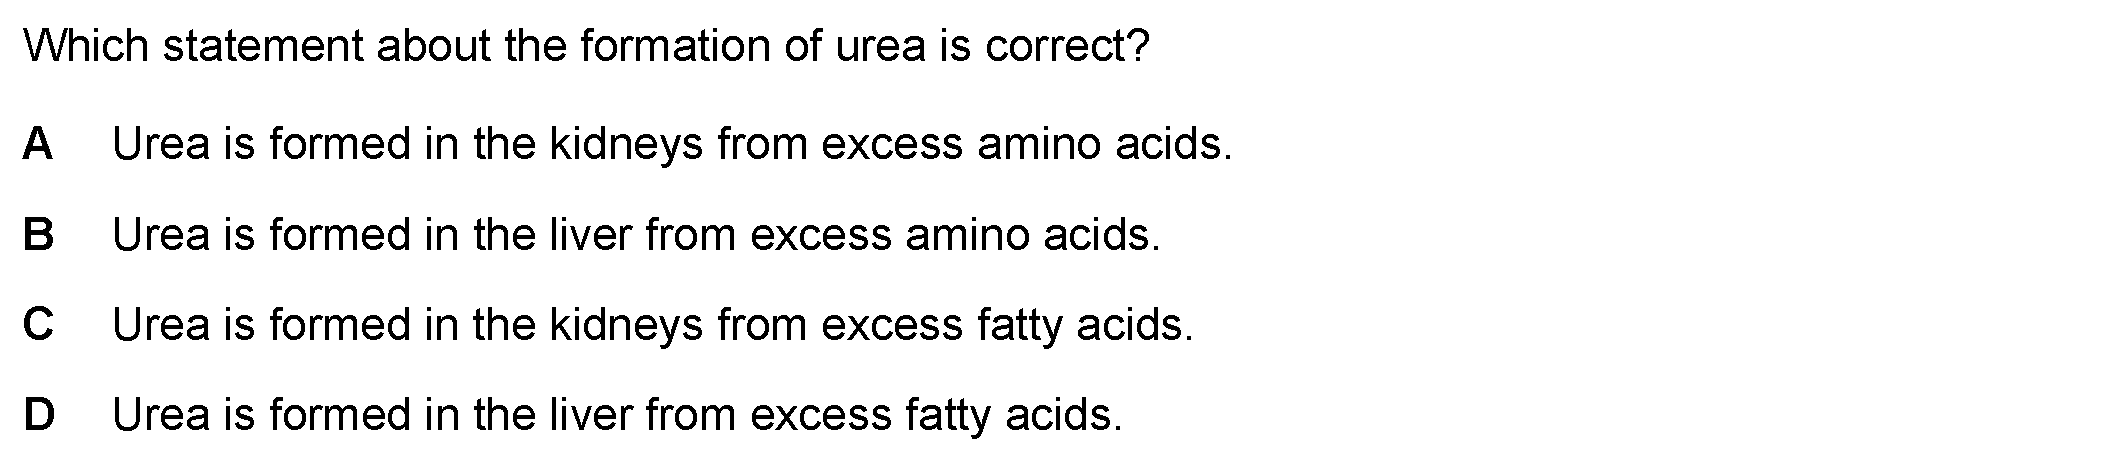 Which statement about the formation of urea is correct?
A Urea is formed in the kidneys from excess amino acids.
B Urea is formed in the liver from excess amino acids.
C Urea is formed in the kidneys from excess fatty acids.
D Urea is formed in the liver from excess fatty acids.